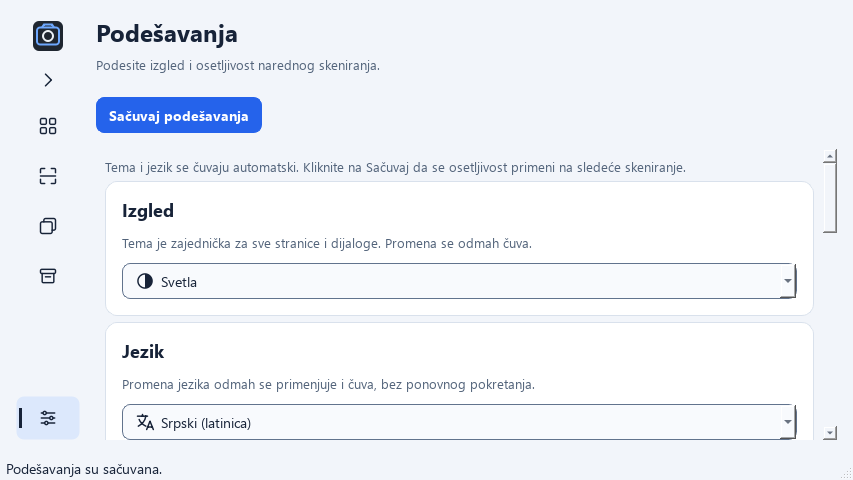 Podešavanja
Podesite izgled i osetljivost narednog skeniranja.
Sačuvaj podešavanja
Tema i jezik se čuvaju automatski. Kliknite na Sačuvaj da se osetljivost primeni na sledeće skeniranje.
Izgled
Tema je zajednička za sve stranice i dijaloge. Promena se odmah čuva.
Svetla
Jezik
Promena jezika odmah se primenjuje i čuva, bez ponovnog pokretanja.
Srpski (latinica)
Podešavanja su sačuvana.